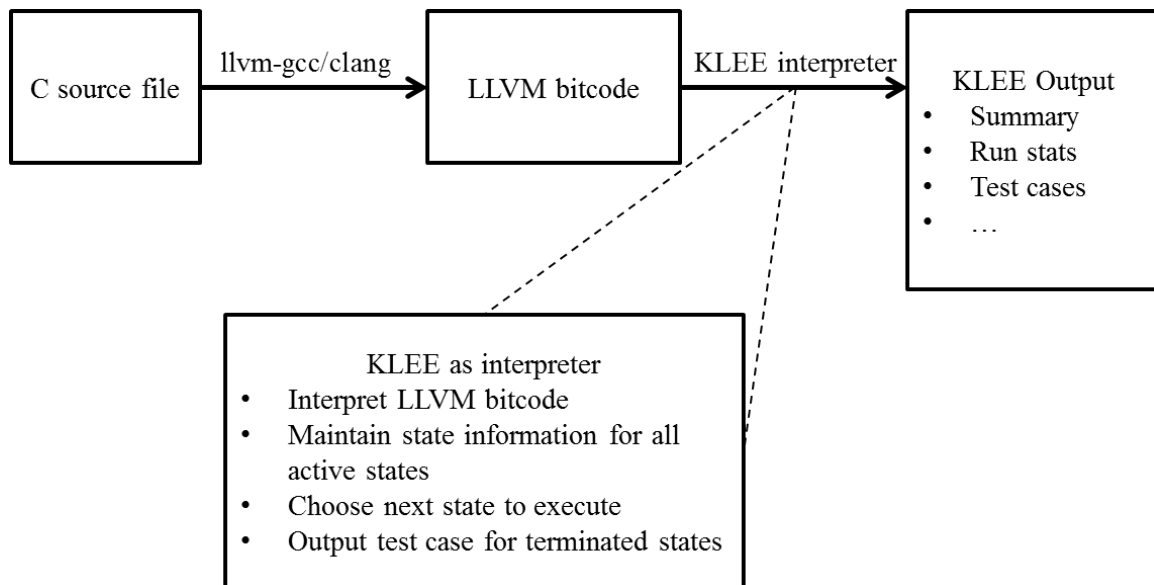 C source file
llvm-gcc/clang
LLVM bitcode
KLEE interpreter
KLEE Output
• Summary
• Run stats
• Test cases
• …
KLEE as interpreter
• Interpret LLVM bitcode
• Maintain state information for all
active states
• Choose next state to execute
• Output test case for terminated states